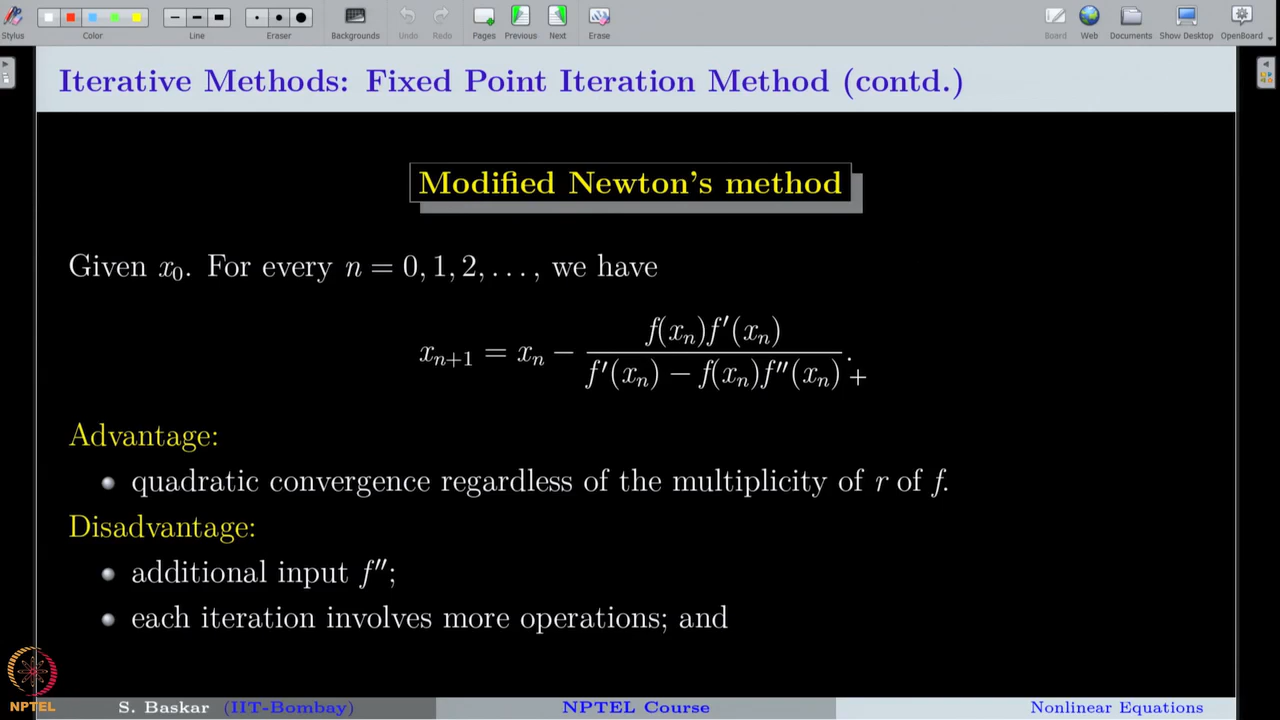 Stylus
Color
Line
Eraser
Backgrounds
Undo
Redo
Pages
Previous
Next
Erase
Board
Web
Documents
Show Desktop
OpenBoard
Iterative Methods: Fixed Point Iteration Method (contd.)
Modified Newton's method
Given x₀. For every n = 0, 1, 2, . . . , we have
xₙ₊₁ = xₙ − f(xₙ)f′(xₙ) / f′(xₙ) − f(xₙ)f″(xₙ) .
Advantage:
quadratic convergence regardless of the multiplicity of r of f.
Disadvantage:
additional input f″;
each iteration involves more operations; and
NPTEL
S. Baskar (IIT-Bombay) NPTEL Course Nonlinear Equations